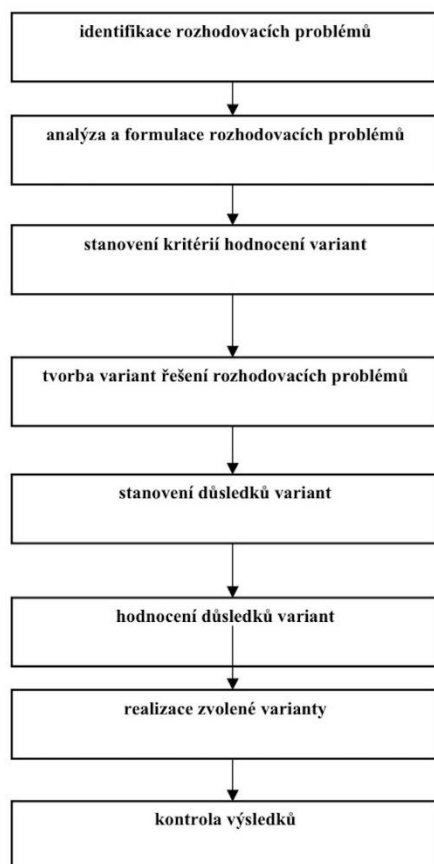 identifikace rozhodovacích problémů
analýza a formulace rozhodovacích problémů
stanovení kritérií hodnocení variant
tvorba variant řešení rozhodovacích problémů
stanovení důsledků variant
hodnocení důsledků variant
realizace zvolené varianty
kontrola výsledků